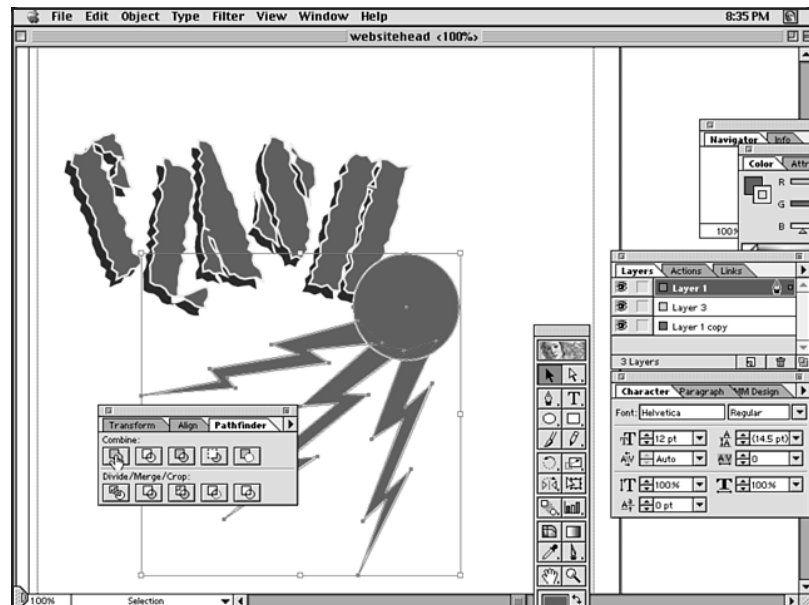 File Edit Object Type Filter View Window Help 8:35 PM
websitehead <100%>
Navigator Info
Color Attr
R
G
B
100%
Layers Actions Links
Layer 1
Layer 3
Layer 1 copy
3 Layers
Character Paragraph MM Design
Font: Helvetica Regular
12 pt (14.5 pt)
Auto 0
100% 100%
0 pt
Transform Align Pathfinder
Combine:
Divide/Merge/Crop:
100% Selection